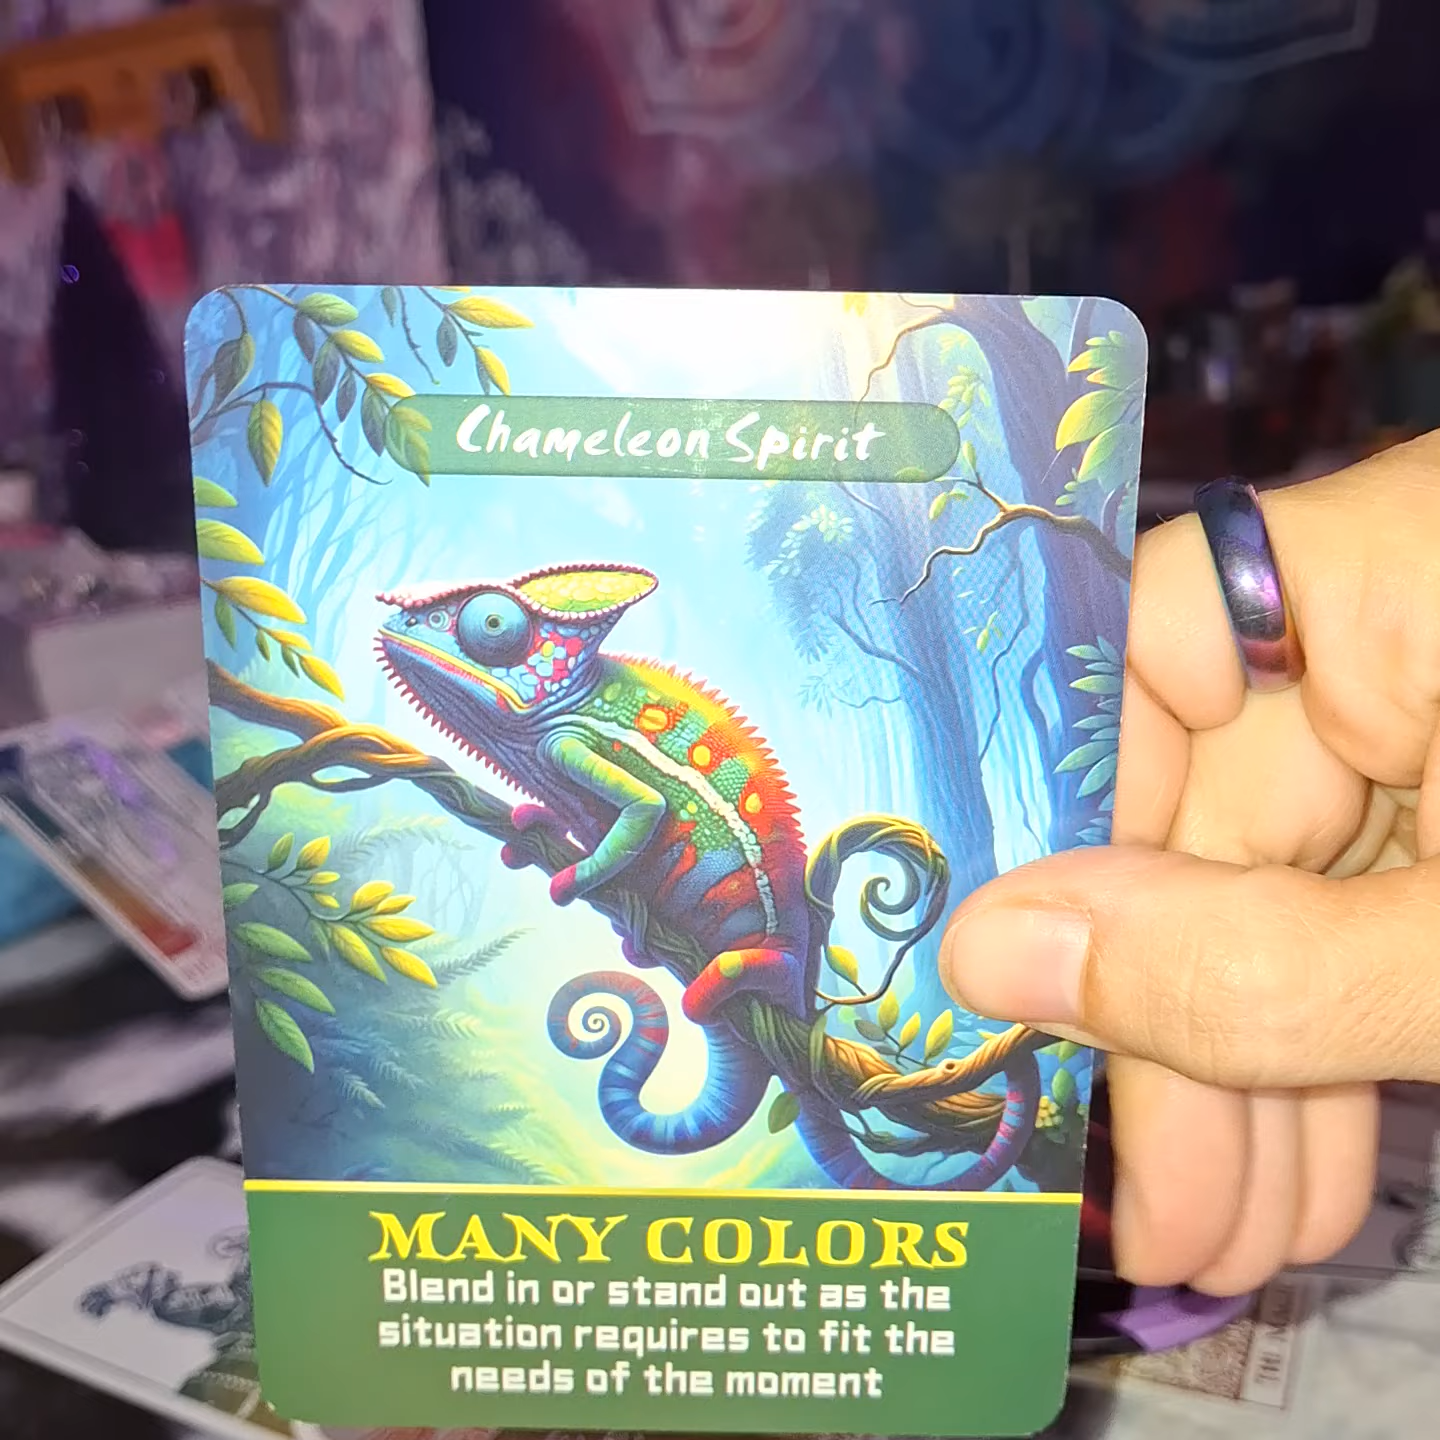 Chameleon Spirit
MANY COLORS
Blend in or stand out as the
situation requires to fit the
needs of the moment